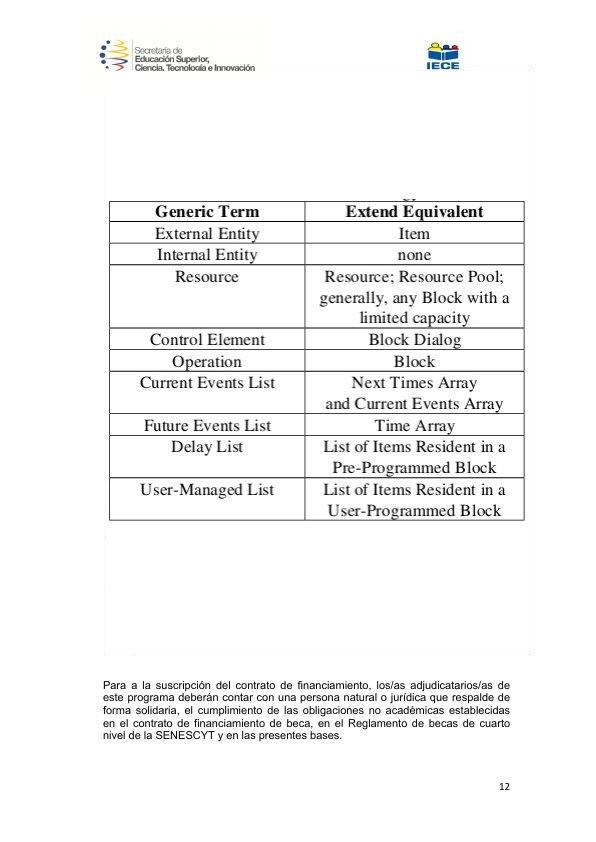 Secretaría de
Educación Superior,
Ciencia, Tecnología e Innovación
IECE
Generic Term Extend Equivalent
External Entity Item
Internal Entity none
Resource Resource; Resource Pool;
generally, any Block with a
limited capacity
Control Element Block Dialog
Operation Block
Current Events List Next Times Array
and Current Events Array
Future Events List Time Array
Delay List List of Items Resident in a
Pre-Programmed Block
User-Managed List List of Items Resident in a
User-Programmed Block
Para a la suscripción del contrato de financiamiento, los/as adjudicatarios/as de
este programa deberán contar con una persona natural o jurídica que respalde de
forma solidaria, el cumplimiento de las obligaciones no académicas establecidas
en el contrato de financiamiento de beca, en el Reglamento de becas de cuarto
nivel de la SENESCYT y en las presentes bases.
12